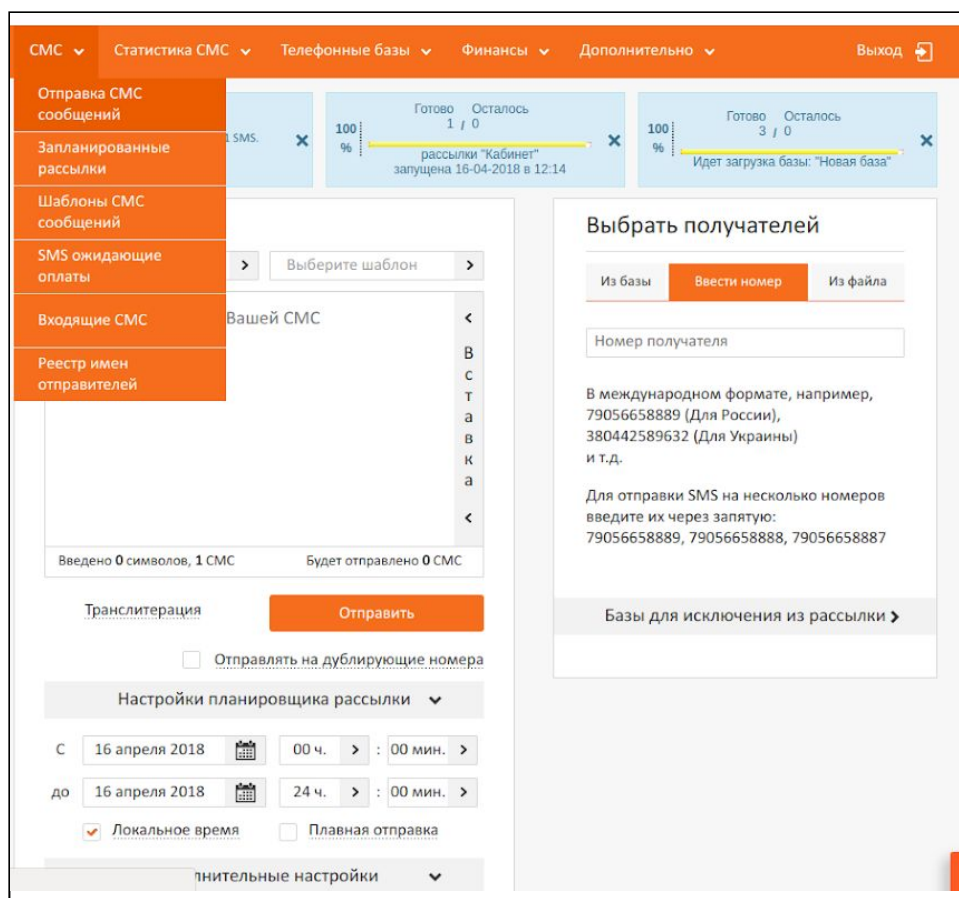 СМС Статистика СМС Телефонные базы Финансы Дополнительно Выход
Отправка СМС
сообщений
Запланированные
рассылки
Шаблоны СМС
сообщений
SMS ожидающие
оплаты
Входящие СМС
Реестр имен
отправителей
SMS.
100
%
Готово Осталось
1 / 0
рассылки "Кабинет"
запущена 16-04-2018 в 12:14
100
%
Готово Осталось
3 / 0
Идет загрузка базы: "Новая база"
Выберите шаблон
Вашей СМС
Вставка
Введено 0 символов, 1 СМС Будет отправлено 0 СМС
Транслитерация Отправить
Отправлять на дублирующие номера
Настройки планировщика рассылки
С 16 апреля 2018 00 ч. : 00 мин.
до 16 апреля 2018 24 ч. : 00 мин.
Локальное время Плавная отправка
лнительные настройки
Выбрать получателей
Из базы Ввести номер Из файла
Номер получателя
В международном формате, например,
79056658889 (Для России),
380442589632 (Для Украины)
и т.д.
Для отправки SMS на несколько номеров
введите их через запятую:
79056658889, 79056658888, 79056658887
Базы для исключения из рассылки